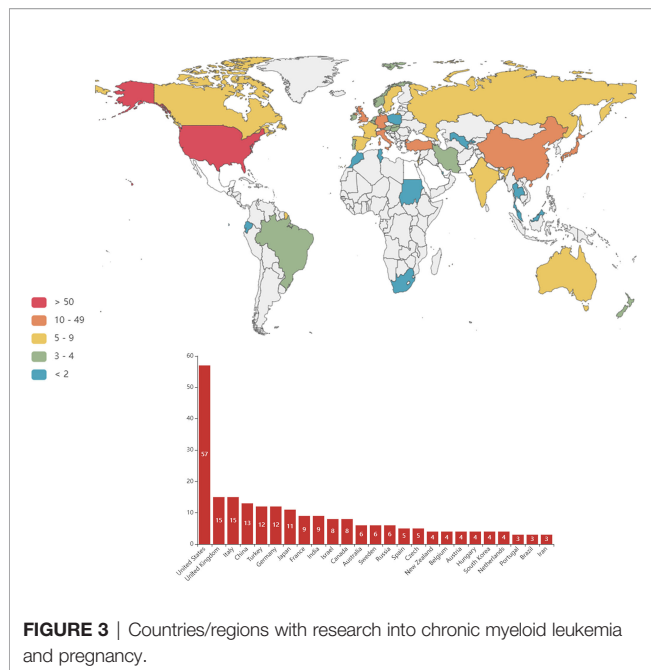 > 50
10 - 49
5 - 9
3 - 4
< 2
60
50
40
30
20
10
0
57
15
15
13
12
12
11
9
9
8
8
6
6
6
5
5
4
4
4
4
4
4
3
3
3
United States
United Kingdom
Italy
China
Turkey
Germany
Japan
France
India
Israel
Canada
Australia
Sweden
Russia
Spain
Czech
New Zealand
Belgium
Austria
Hungary
South Korea
Netherlands
Portugal
Brazil
Iran
FIGURE 3 | Countries/regions with research into chronic myeloid leukemia
and pregnancy.